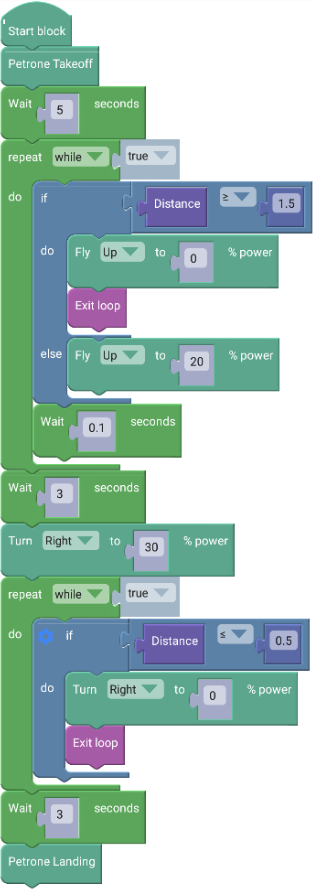 Start block
Petrone Takeoff
Wait 5 seconds
repeat while true
do if Distance ≥ 1.5
do Fly Up to 0 % power
Exit loop
else Fly Up to 20 % power
Wait 0.1 seconds
Wait 3 seconds
Turn Right to 30 % power
repeat while true
do if Distance ≤ 0.5
do Turn Right to 0 % power
Exit loop
Wait 3 seconds
Petrone Landing